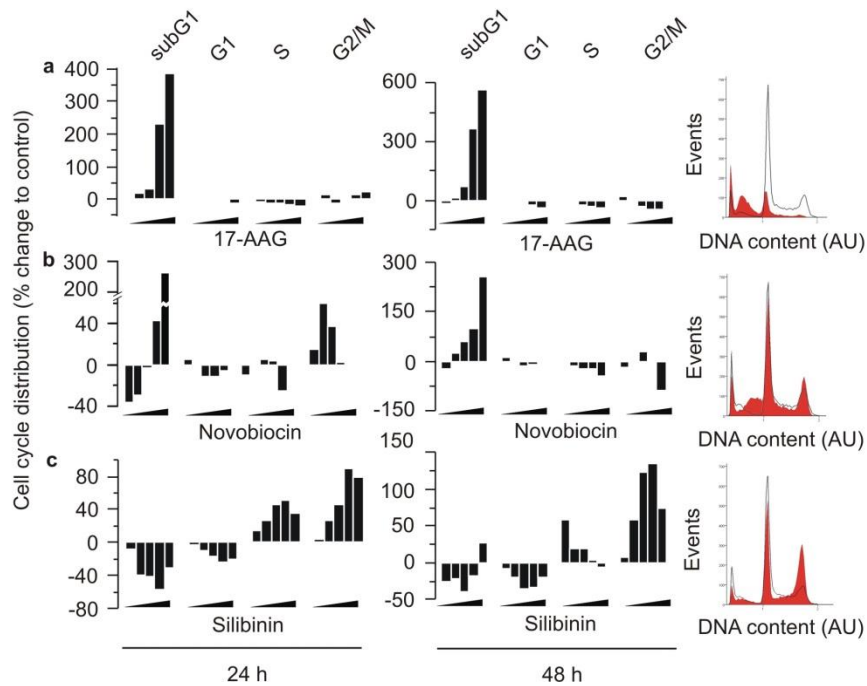 subG1 G1 S G2/M subG1 G1 S G2/M
Cell cycle distribution (% change to control)
a
400
300
200
100
0
17-AAG
600
300
0
17-AAG
Events
DNA content (AU)
b
300
200
40
0
-40
Novobiocin
300
150
0
-150
Novobiocin
Events
DNA content (AU)
c
80
40
0
-40
-80
Silibinin
150
100
50
0
-50
Silibinin
Events
DNA content (AU)
24 h
48 h